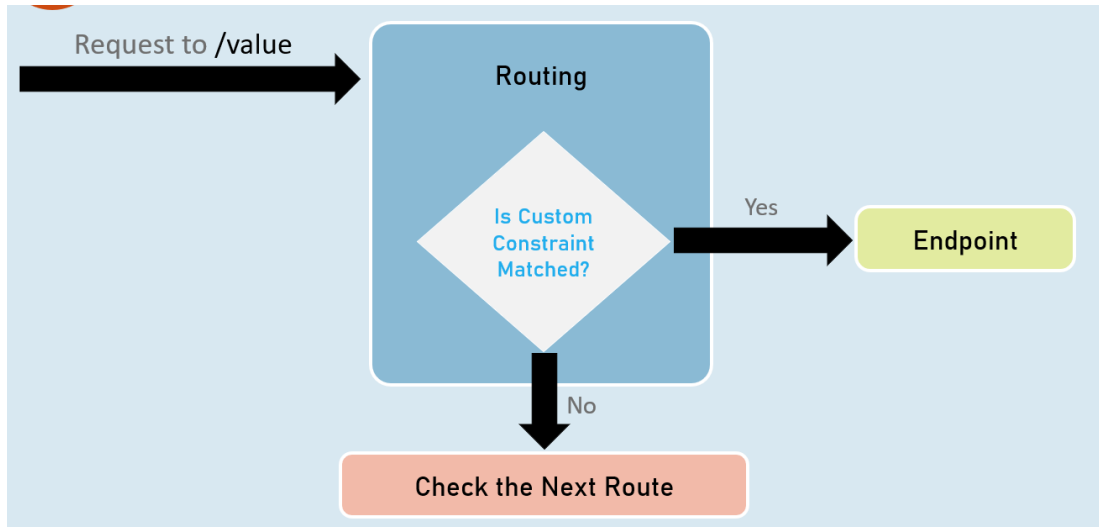 Request to /value
Routing
Is Custom
Constraint
Matched?
Yes
Endpoint
No
Check the Next Route